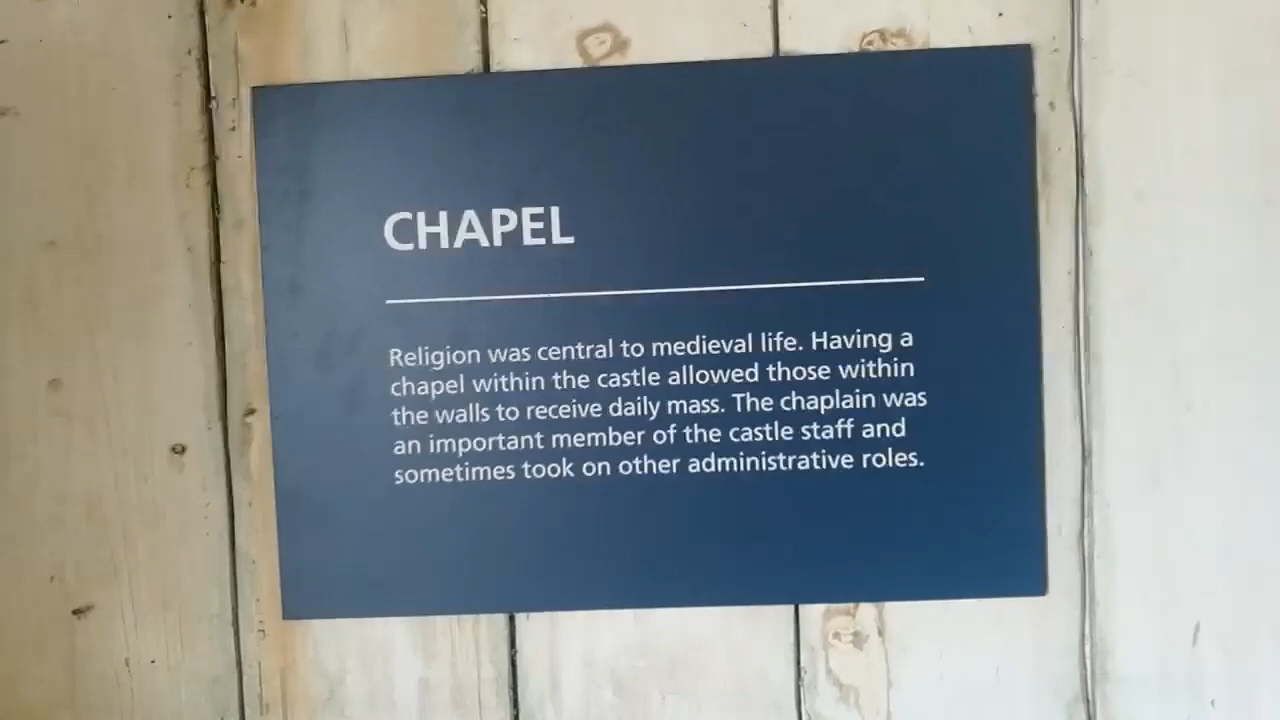 CHAPEL
Religion was central to medieval life. Having a
chapel within the castle allowed those within
the walls to receive daily mass. The chaplain was
an important member of the castle staff and
sometimes took on other administrative roles.